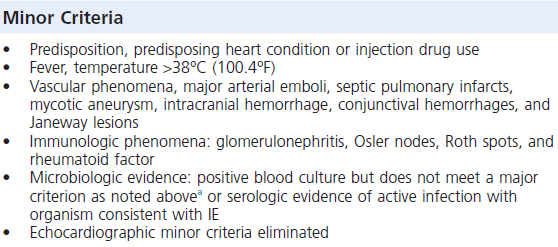 Minor Criteria
• Predisposition, predisposing heart condition or injection drug use
• Fever, temperature >38°C (100.4°F)
• Vascular phenomena, major arterial emboli, septic pulmonary infarcts,
mycotic aneurysm, intracranial hemorrhage, conjunctival hemorrhages, and
Janeway lesions
• Immunologic phenomena: glomerulonephritis, Osler nodes, Roth spots, and
rheumatoid factor
• Microbiologic evidence: positive blood culture but does not meet a major
criterion as noted aboveᵃ or serologic evidence of active infection with
organism consistent with IE
• Echocardiographic minor criteria eliminated